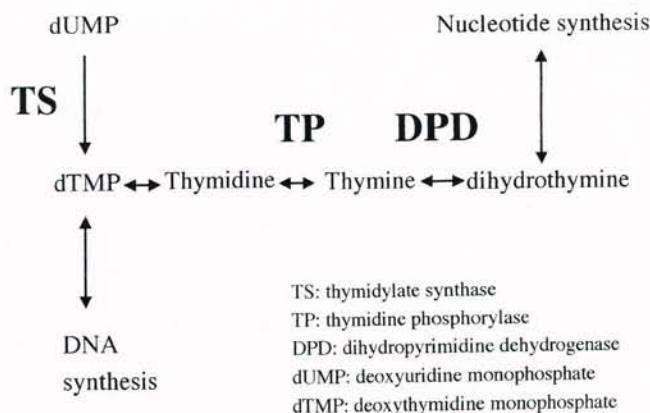 dUMP
Nucleotide synthesis
TS
TP DPD
dTMP Thymidine Thymine dihydrothymine
DNA
synthesis
TS: thymidylate synthase
TP: thymidine phosphorylase
DPD: dihydropyrimidine dehydrogenase
dUMP: deoxyuridine monophosphate
dTMP: deoxythymidine monophosphate